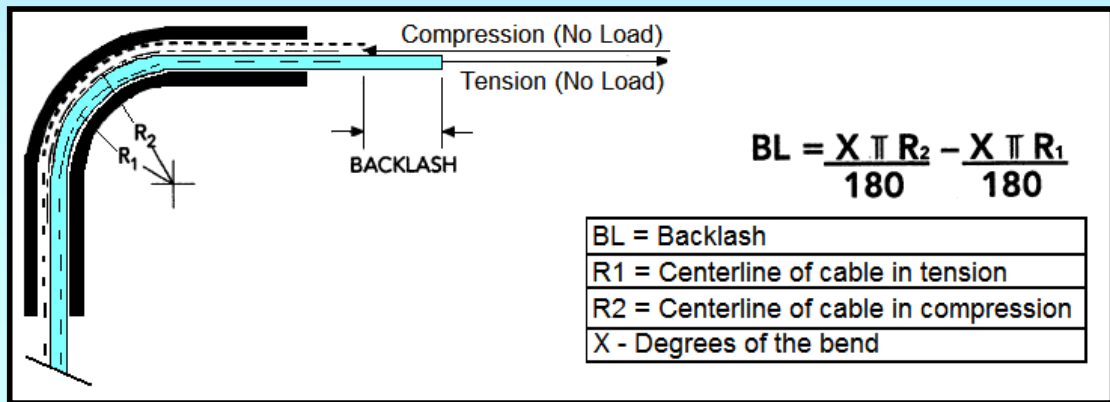 Compression (No Load)
Tension (No Load)
R2
R1
BACKLASH
BL = X π R2 / 180 − X π R1 / 180
BL = Backlash
R1 = Centerline of cable in tension
R2 = Centerline of cable in compression
X - Degrees of the bend